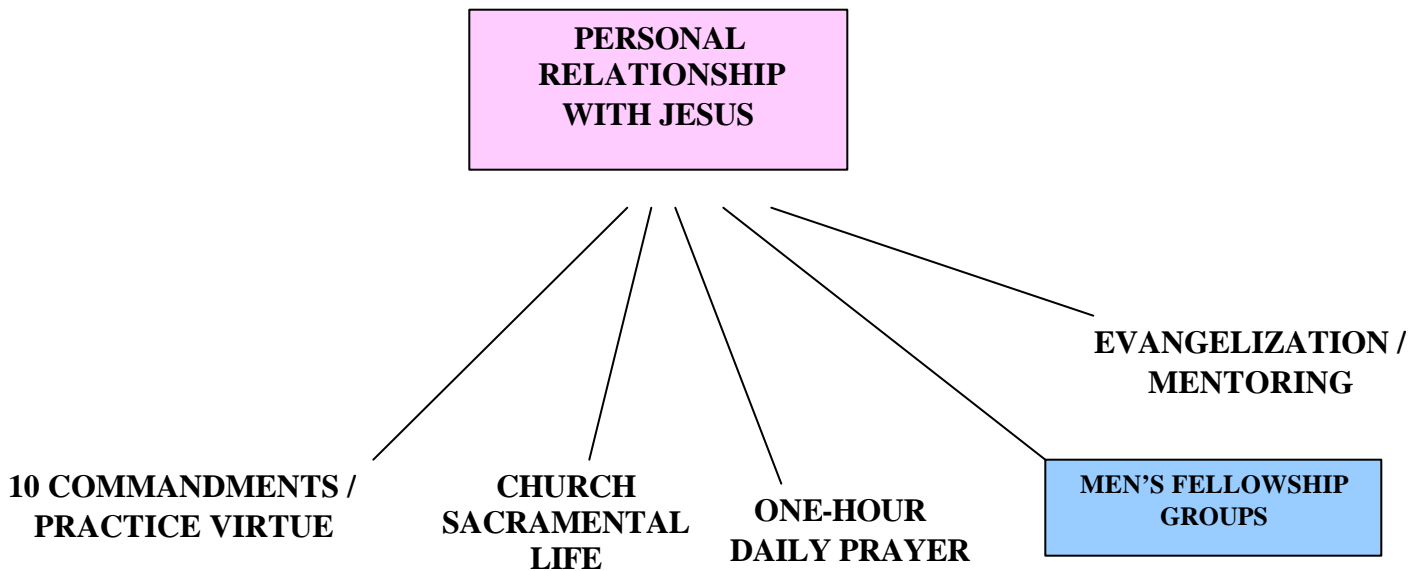 PERSONAL
RELATIONSHIP
WITH JESUS
EVANGELIZATION /
MENTORING
10 COMMANDMENTS /
PRACTICE VIRTUE
CHURCH
SACRAMENTAL
LIFE
ONE-HOUR
DAILY PRAYER
MEN’S FELLOWSHIP
GROUPS